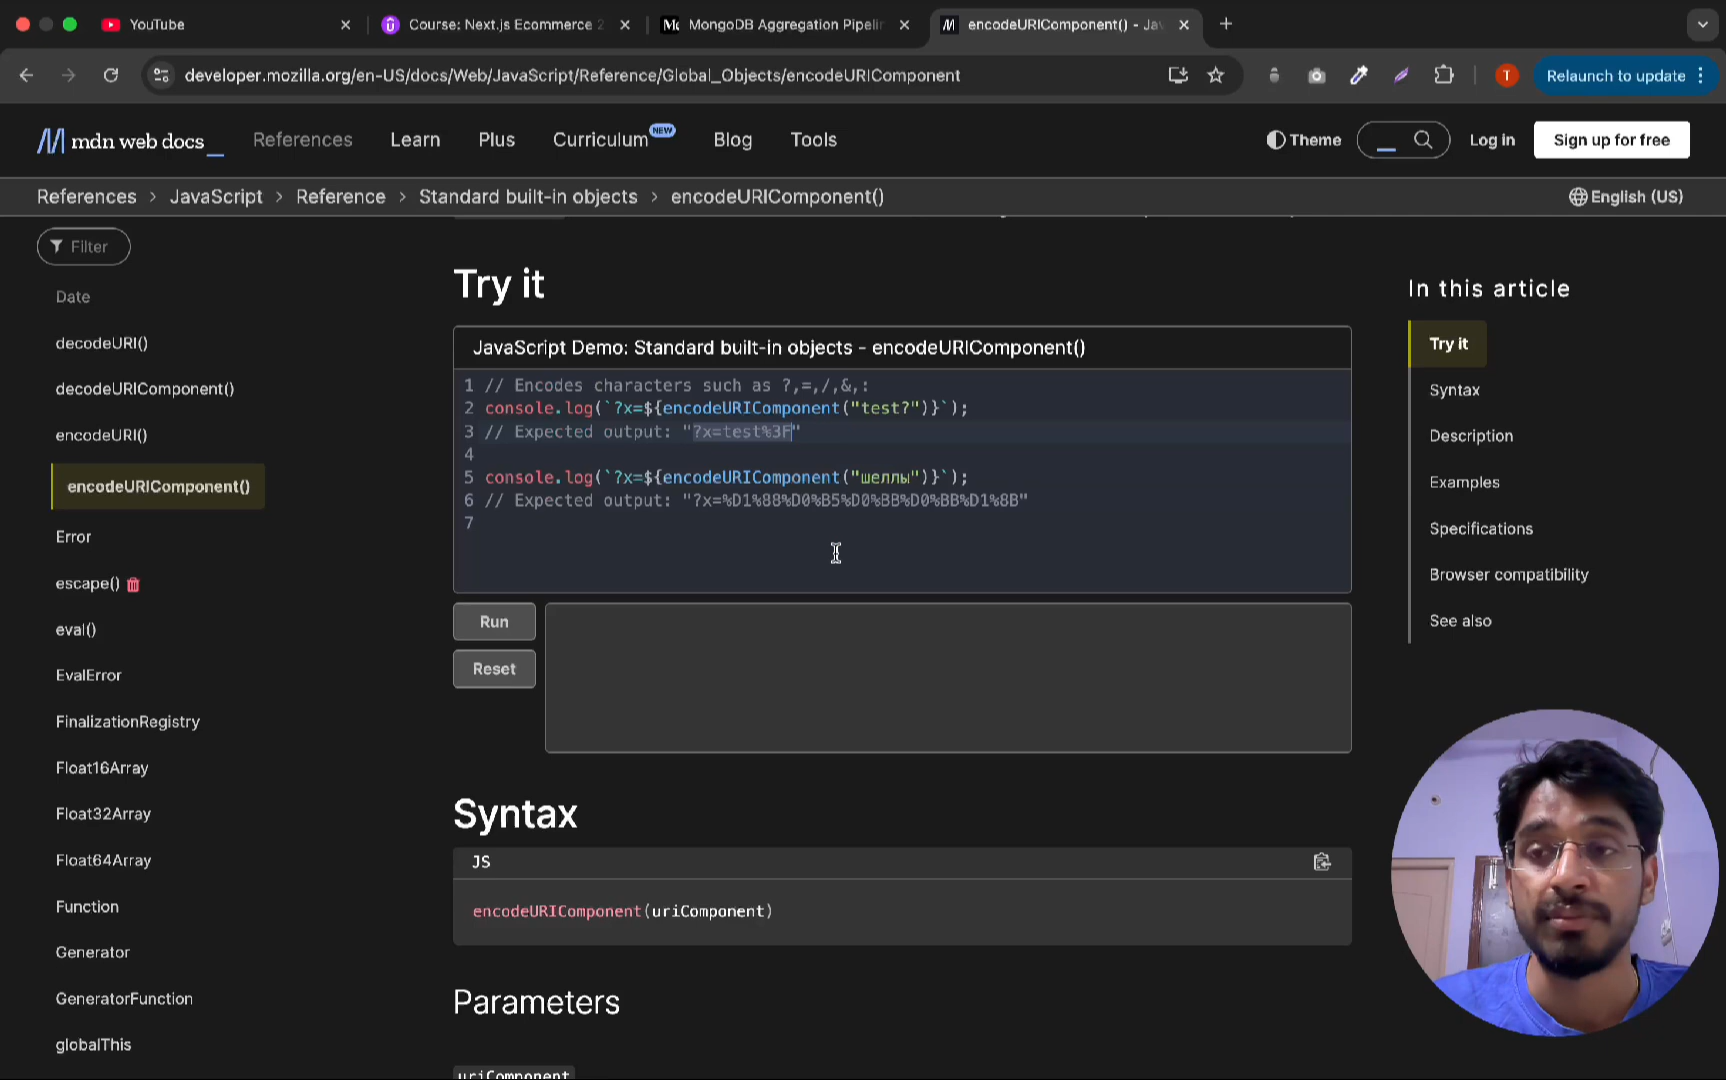 YouTube
Course: Next.js Ecommerce 2
MongoDB Aggregation Pipelin
encodeURIComponent() - Jav
developer.mozilla.org/en-US/docs/Web/JavaScript/Reference/Global_Objects/encodeURIComponent
T
Relaunch to update
mdn web docs
References
Learn
Plus
Curriculum NEW
Blog
Tools
Theme
Log in
Sign up for free
References > JavaScript > Reference > Standard built-in objects > encodeURIComponent()
English (US)
Filter
Date
decodeURI()
decodeURIComponent()
encodeURI()
encodeURIComponent()
Error
escape()
eval()
EvalError
FinalizationRegistry
Float16Array
Float32Array
Float64Array
Function
Generator
GeneratorFunction
globalThis
Try it
JavaScript Demo: Standard built-in objects - encodeURIComponent()
1 // Encodes characters such as ?,=,/,&,:
2 console.log(`?x=${encodeURIComponent("test?")}`);
3 // Expected output: "?x=test%3F"
4
5 console.log(`?x=${encodeURIComponent("шеллы")}`);
6 // Expected output: "?x=%D1%88%D0%B5%D0%BB%D0%BB%D1%8B"
7
Run
Reset
Syntax
JS
encodeURIComponent(uriComponent)
Parameters
uriComponent
In this article
Try it
Syntax
Description
Examples
Specifications
Browser compatibility
See also